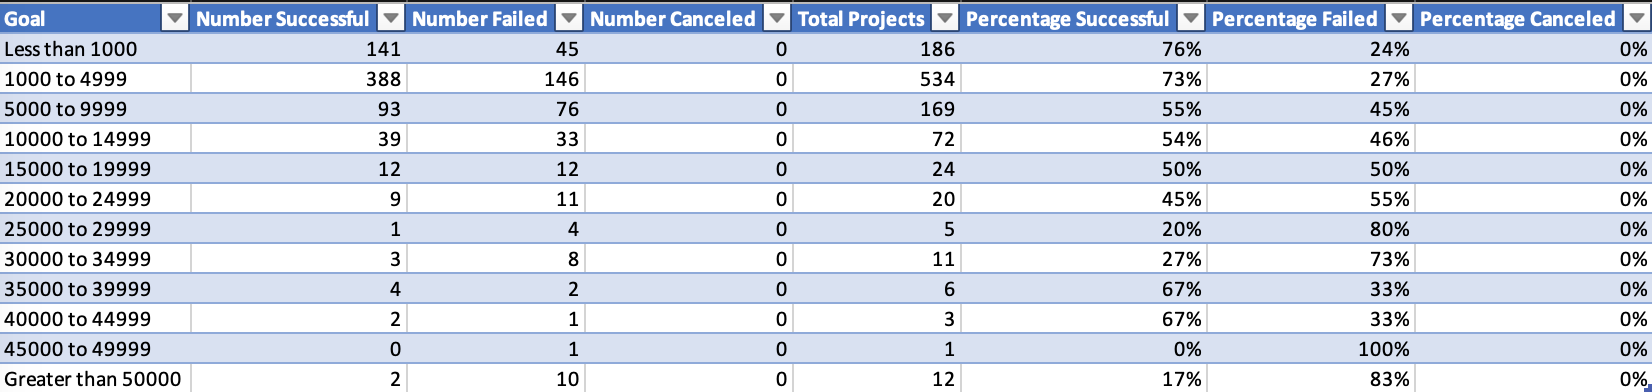 Goal Number Successful Number Failed Number Canceled Total Projects Percentage Successful Percentage Failed Percentage Canceled
Less than 1000 141 45 0 186 76% 24% 0%
1000 to 4999 388 146 0 534 73% 27% 0%
5000 to 9999 93 76 0 169 55% 45% 0%
10000 to 14999 39 33 0 72 54% 46% 0%
15000 to 19999 12 12 0 24 50% 50% 0%
20000 to 24999 9 11 0 20 45% 55% 0%
25000 to 29999 1 4 0 5 20% 80% 0%
30000 to 34999 3 8 0 11 27% 73% 0%
35000 to 39999 4 2 0 6 67% 33% 0%
40000 to 44999 2 1 0 3 67% 33% 0%
45000 to 49999 0 1 0 1 0% 100% 0%
Greater than 50000 2 10 0 12 17% 83% 0%